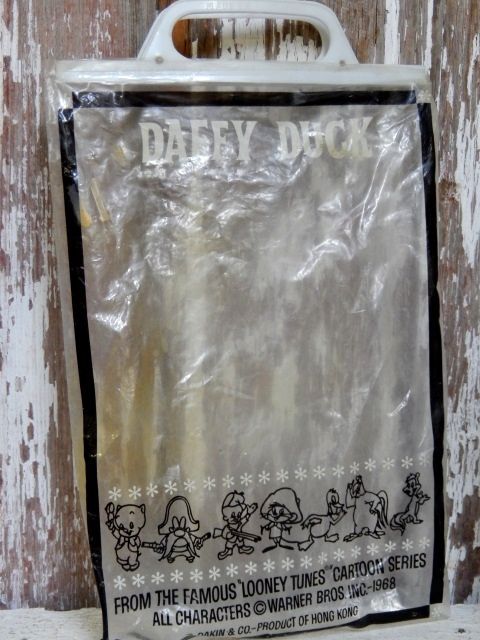 DAFFY DUCK
FROM THE FAMOUS "LOONEY TUNES" CARTOON SERIES
ALL CHARACTERS © WARNER BROS. INC.-1968
DAKIN & CO.-PRODUCT OF HONG KONG